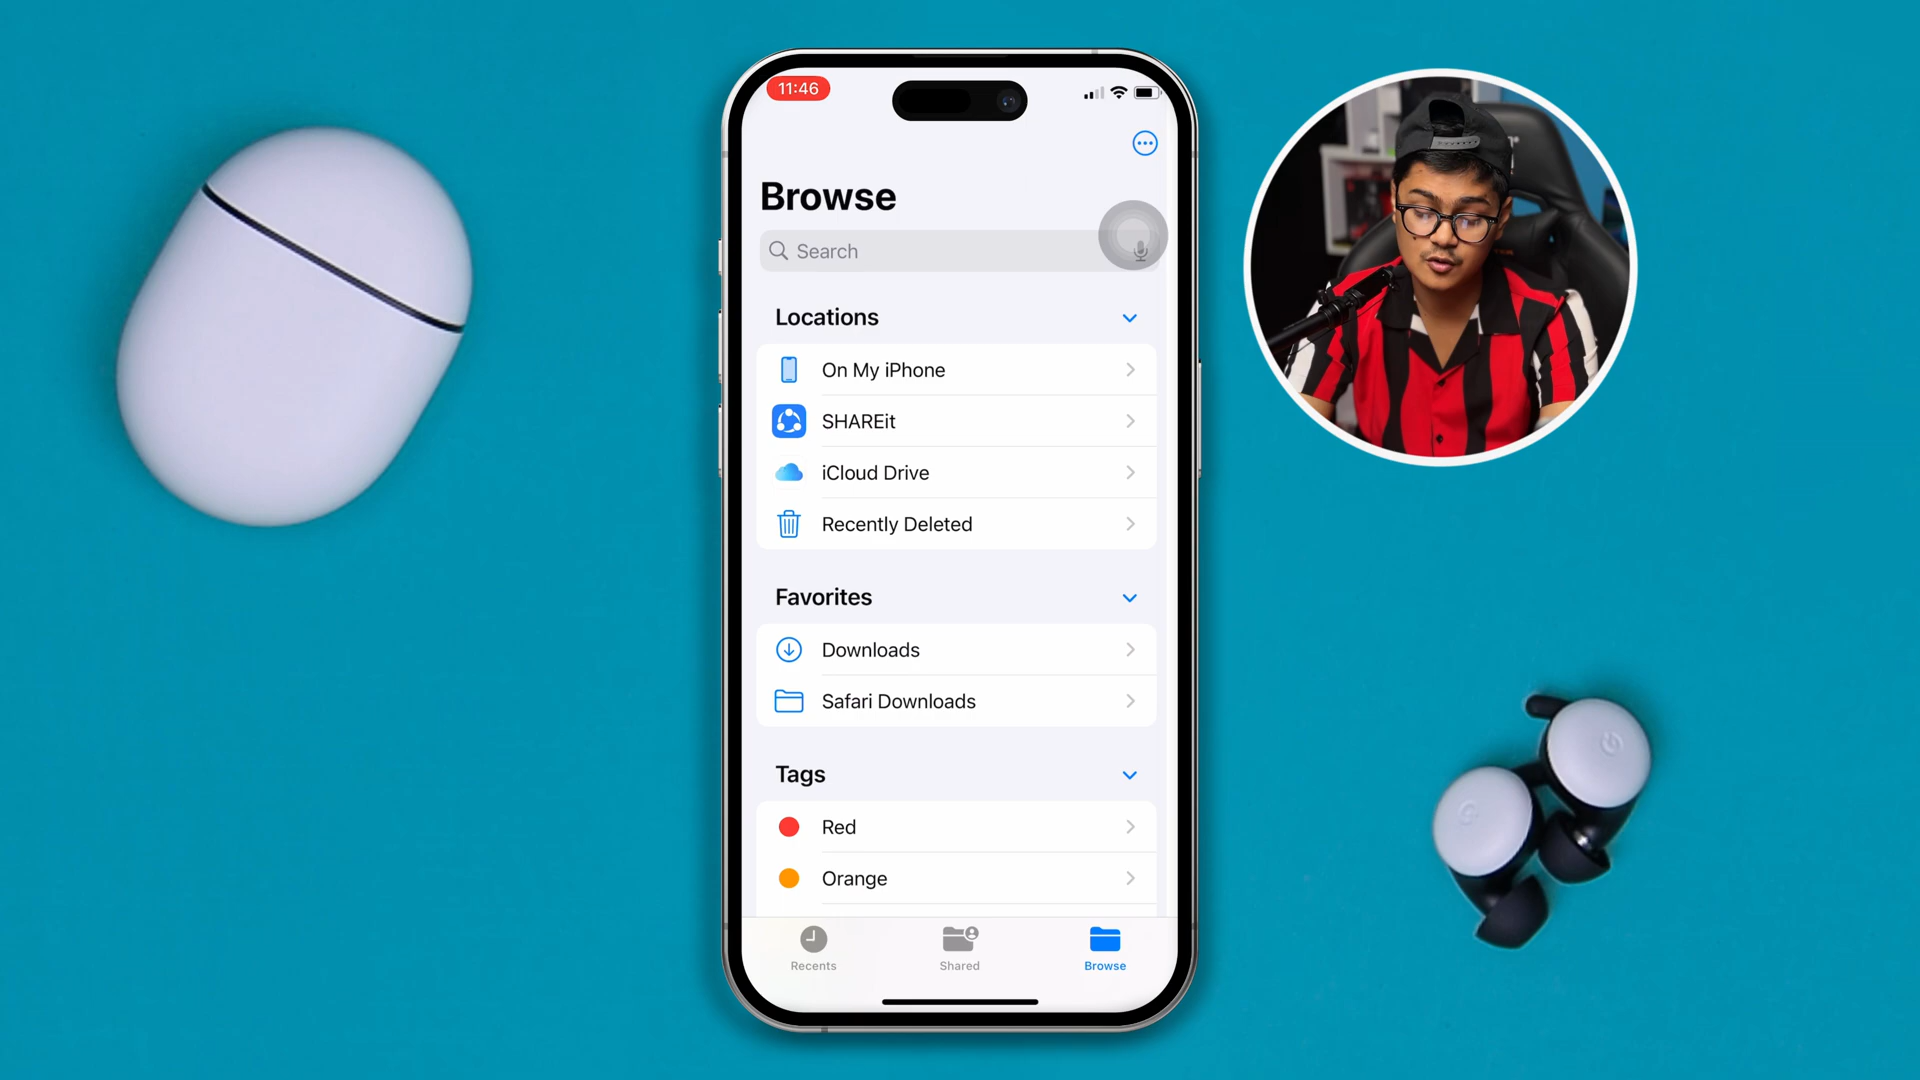 11:46
Browse
Search
Locations
On My iPhone
SHAREit
iCloud Drive
Recently Deleted
Favorites
Downloads
Safari Downloads
Tags
Red
Orange
Recents
Shared
Browse